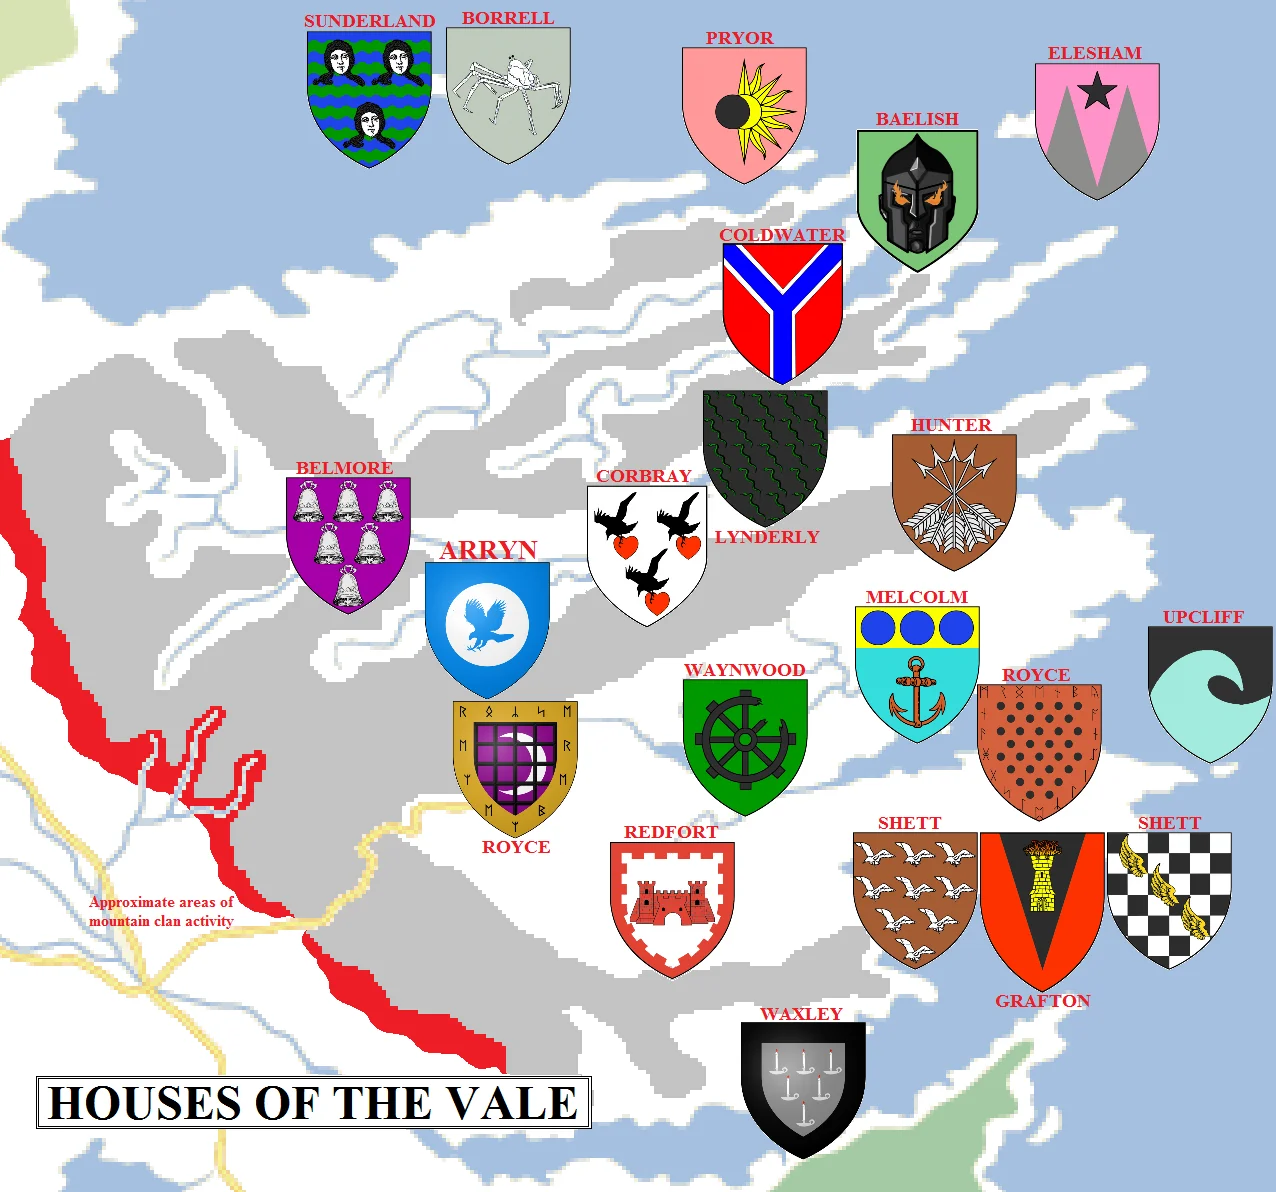 SUNDERLAND
BORRELL
PRYOR
ELESHAM
BAELISH
COLDWATER
HUNTER
BELMORE
CORBRAY
LYNDERLY
ARRYN
MELCOLM
UPCLIFF
WAYNWOOD
ROYCE
ROYCE
REDFORT
SHETT
SHETT
Approximate areas of
mountain clan activity
GRAFTON
WAXLEY
HOUSES OF THE VALE